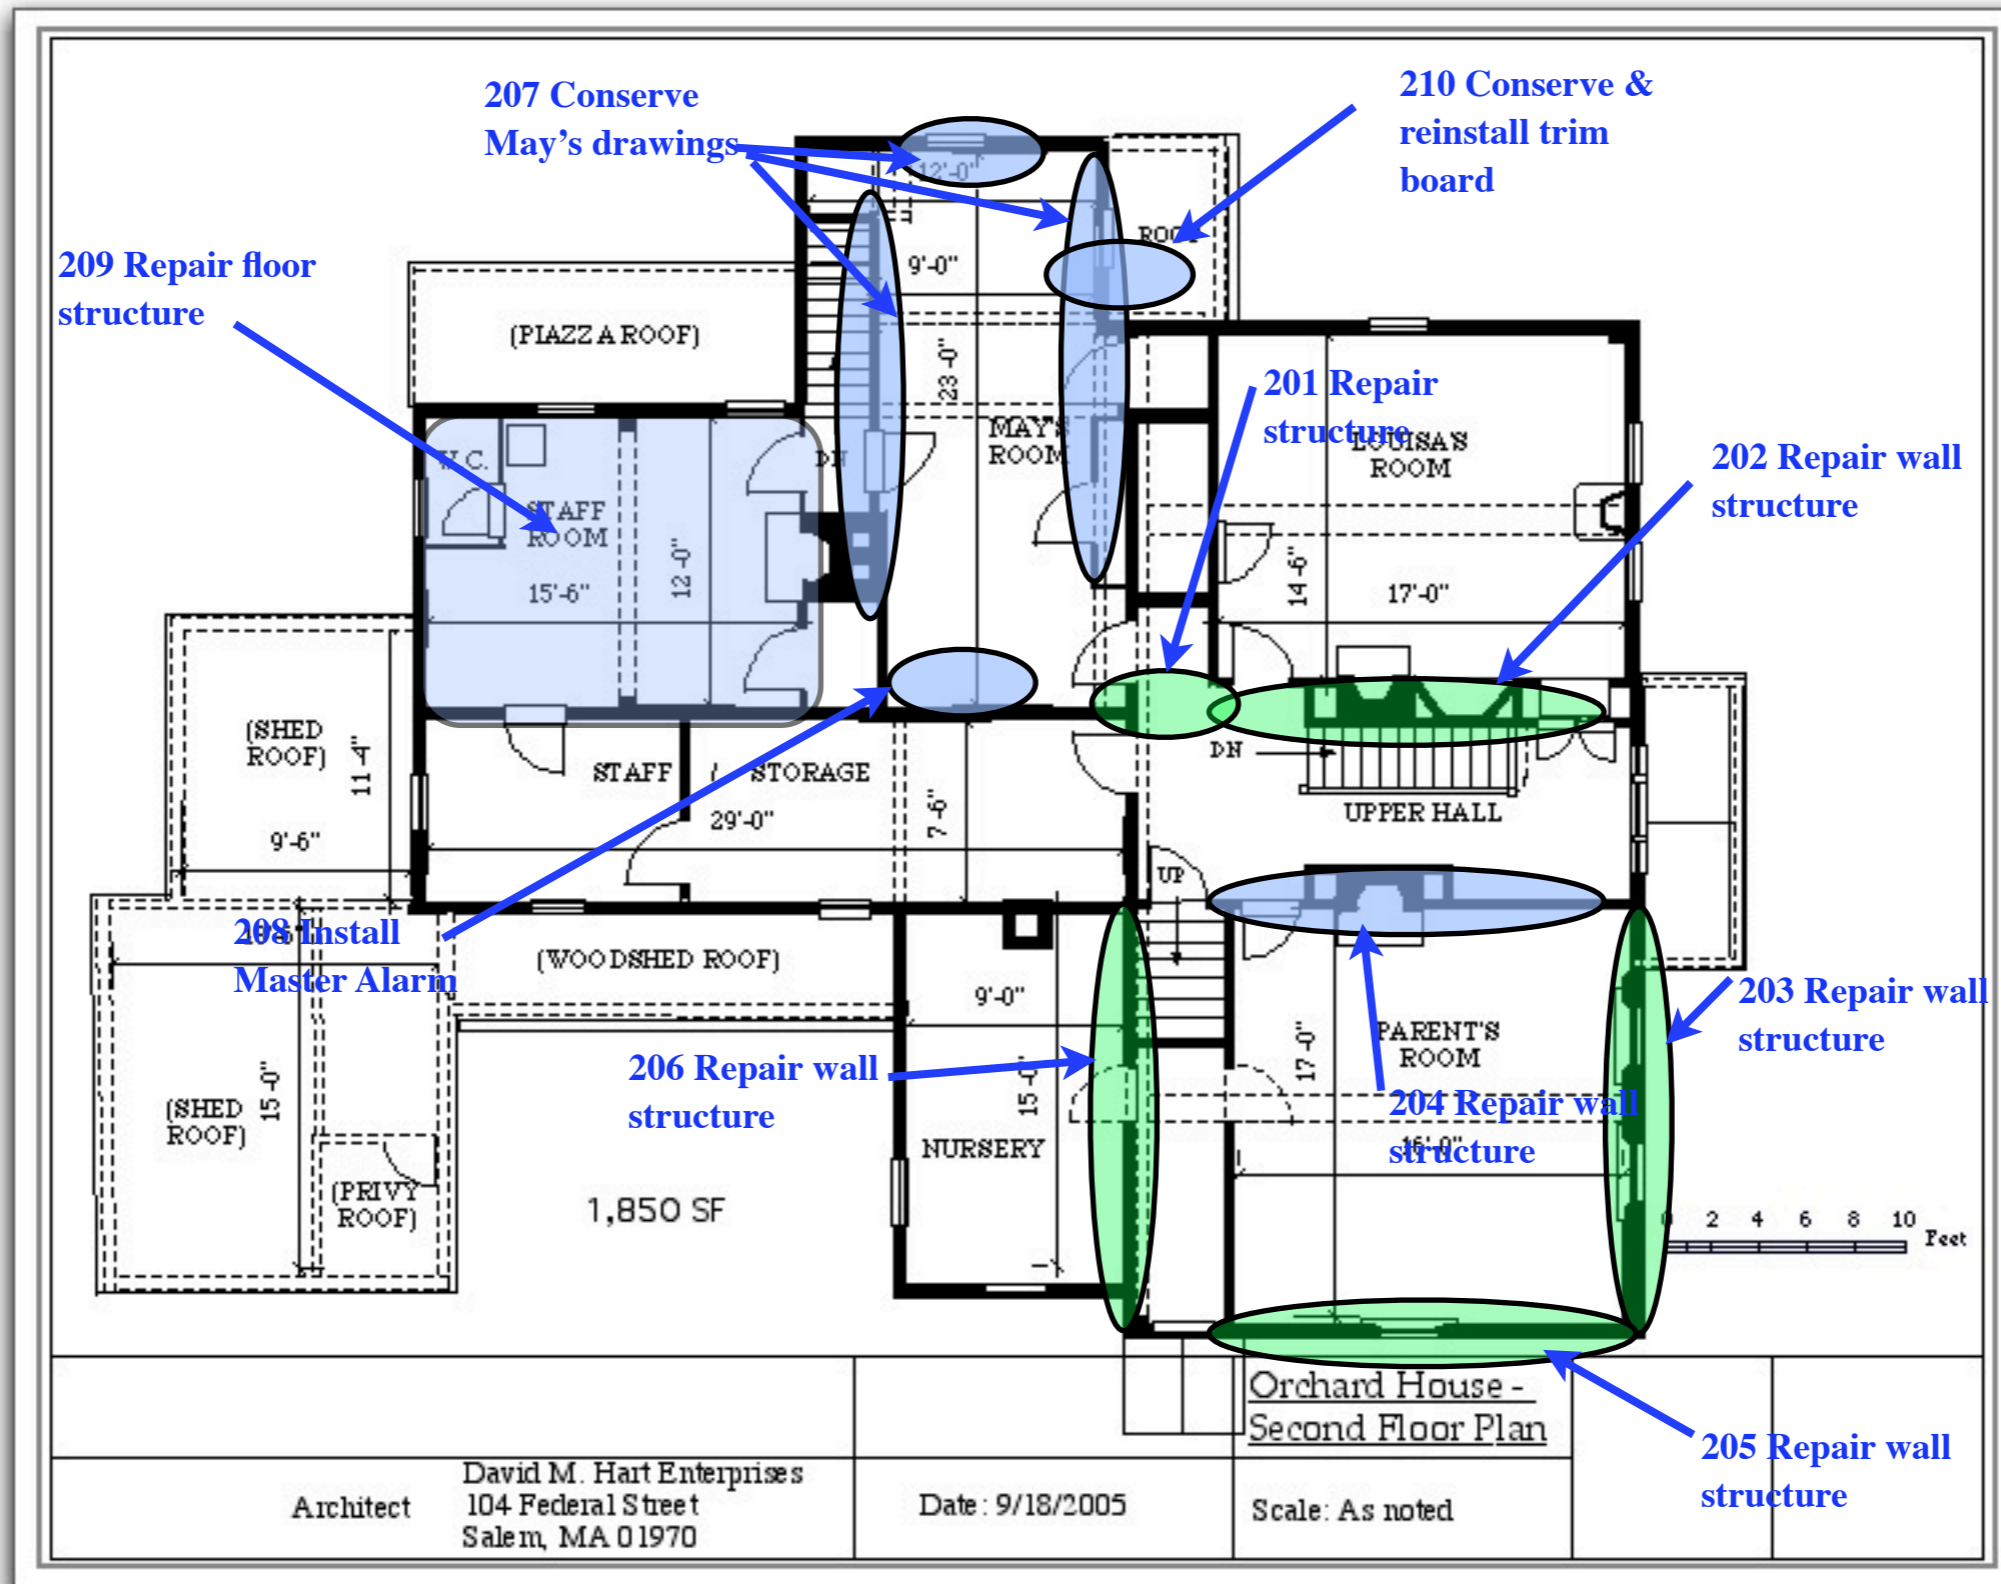 207 Conserve
May's drawings
210 Conserve &
reinstall trim
board
12'-0"
ROOF
9'-0"
209 Repair floor
structure
(PIAZZA ROOF)
23'-0"
201 Repair
structure
MAY'S
ROOM
LOUISA'S
ROOM
202 Repair wall
structure
W.C.
DN
STAFF
ROOM
12'-0"
15'-6"
14'-6"
17'-0"
(SHED
ROOF)
11'-4"
9'-6"
STAFF
STORAGE
29'-0"
7'-6"
DN
UPPER HALL
UP
208 Install
Master Alarm
(WOODSHED ROOF)
9'-0"
203 Repair wall
structure
PARENT'S
ROOM
17'-0"
206 Repair wall
structure
15'-0"
204 Repair wall
structure
16'-0"
NURSERY
(SHED
ROOF)
15'-0"
(PRIVY
ROOF)
1,850 SF
0 2 4 6 8 10
Feet
Orchard House -
Second Floor Plan
205 Repair wall
structure
Architect
David M. Hart Enterprises
104 Federal Street
Salem, MA 01970
Date: 9/18/2005
Scale: As noted